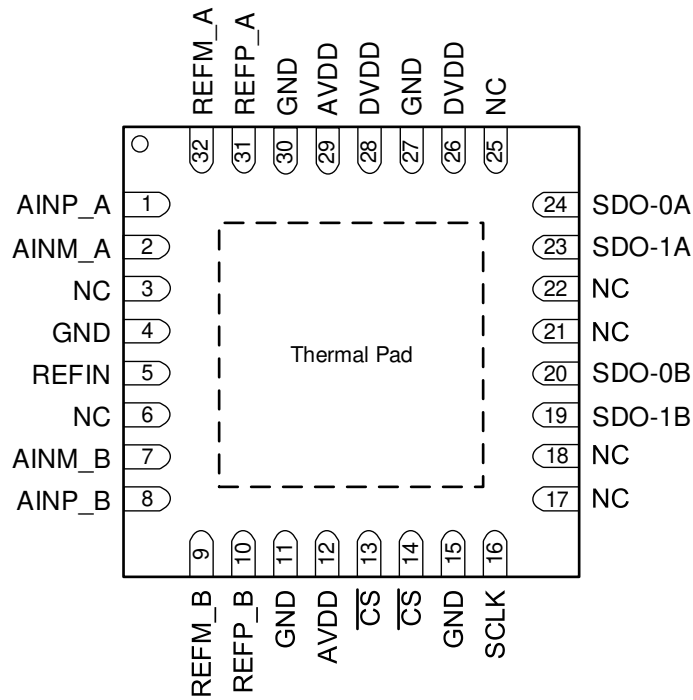 REFM_A REFP_A GND AVDD DVDD GND DVDD NC
32 31 30 29 28 27 26 25
AINP_A 1 24 SDO-0A
AINM_A 2 23 SDO-1A
NC 3 22 NC
GND 4 21 NC
Thermal Pad
REFIN 5 20 SDO-0B
NC 6 19 SDO-1B
AINM_B 7 18 NC
AINP_B 8 17 NC
9 10 11 12 13 14 15 16
REFM_B REFP_B GND AVDD C̅S̅ C̅S̅ GND SCLK